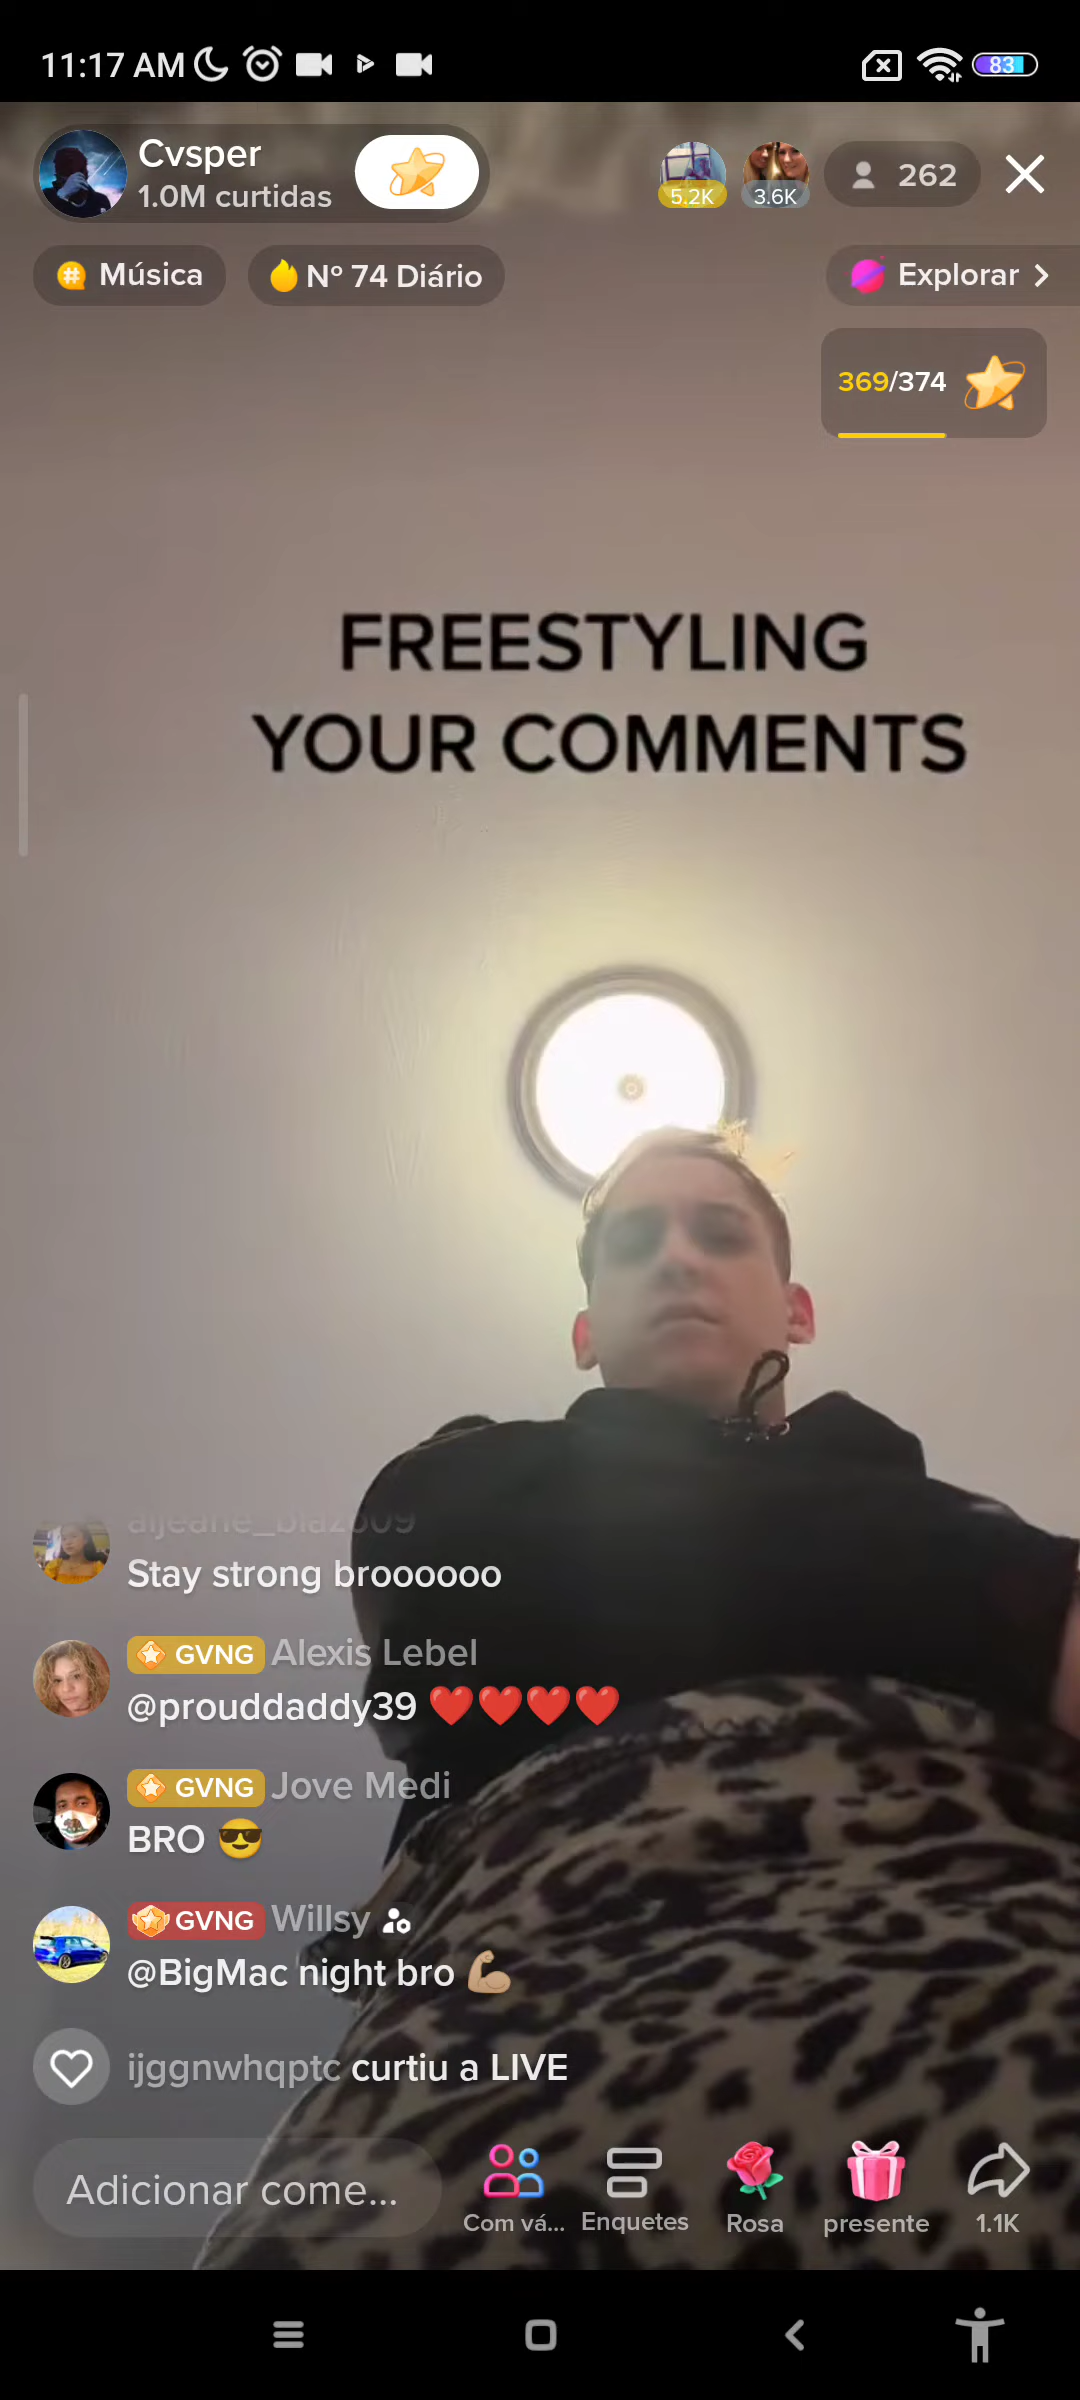 11:17 AM
83
Cvsper
1.0M curtidas
5.2K
3.6K
262
Música
Nº 74 Diário
Explorar
369/374
FREESTYLING
YOUR COMMENTS
Stay strong broooooo
GVNG Alexis Lebel
@prouddaddy39 ❤️❤️❤️❤️
GVNG Jove Medi
BRO 😎
GVNG Willsy
@BigMac night bro 💪🏼
ijggnwhqptc curtiu a LIVE
Adicionar come...
Com vá...
Enquetes
Rosa
presente
1.1K